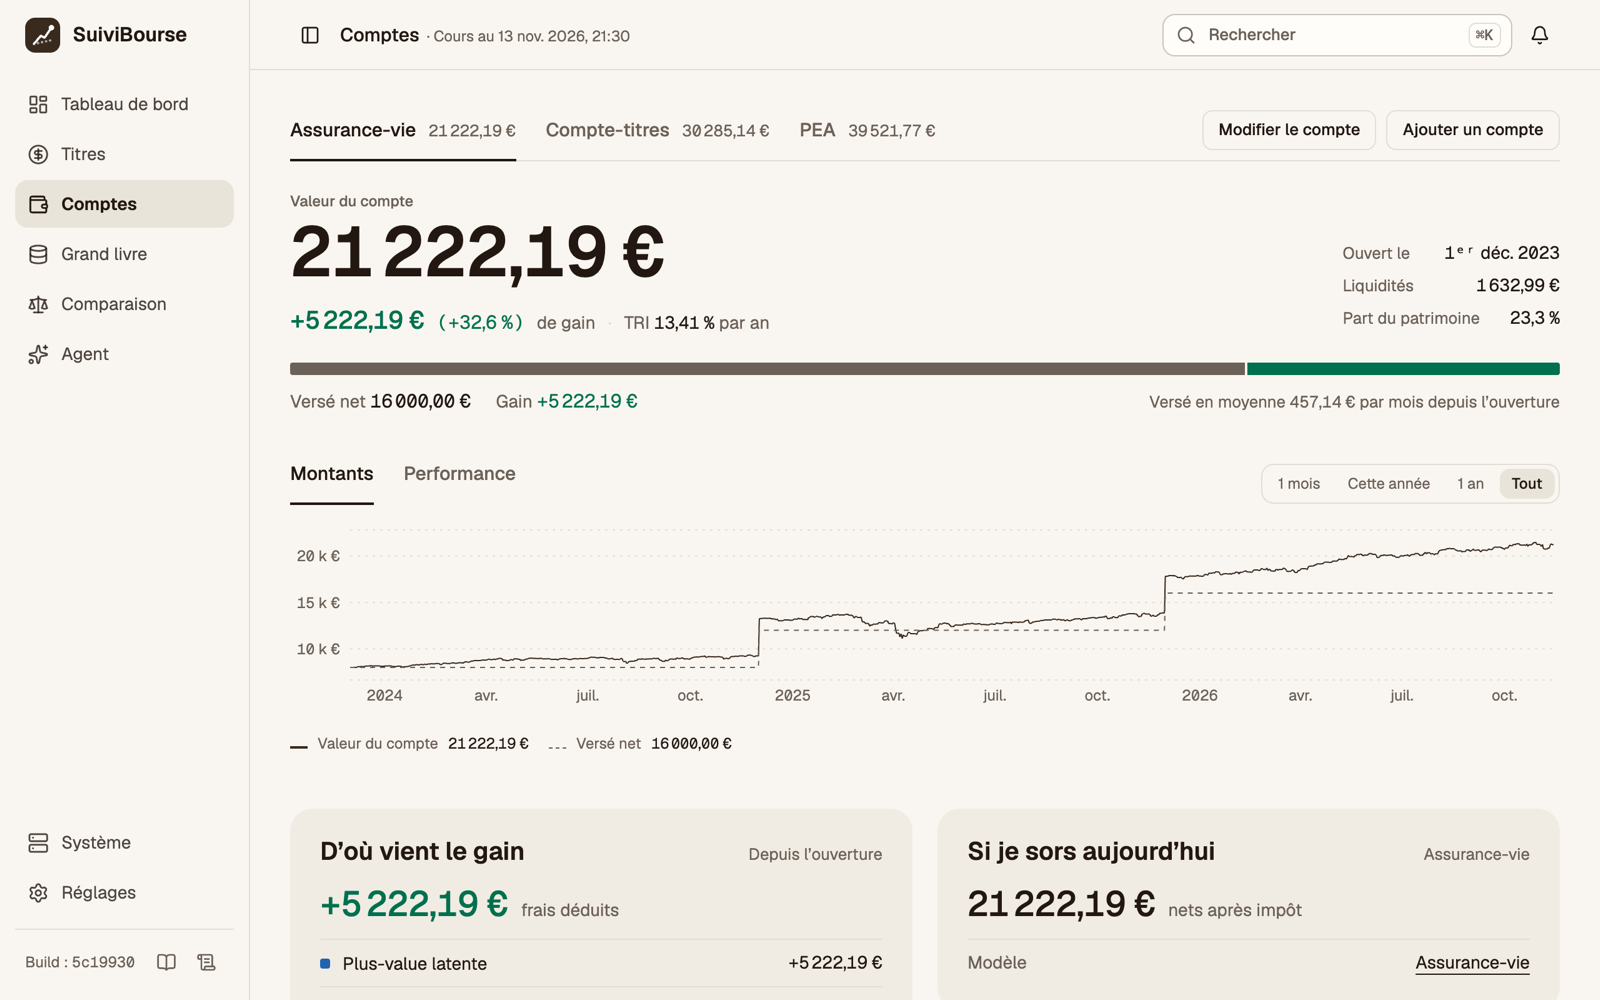 SuiviBourse
Comptes · Cours au 13 nov. 2026, 21:30
Rechercher ⌘K
Tableau de bord
Titres
Comptes
Grand livre
Comparaison
Agent
Système
Réglages
Build : 5c19930
Assurance-vie 21 222,19 € Compte-titres 30 285,14 € PEA 39 521,77 €
Modifier le compte Ajouter un compte
Valeur du compte
21 222,19 €
+5 222,19 € (+32,6 %) de gain · TRI 13,41 % par an
Ouvert le 1ᵉʳ déc. 2023
Liquidités 1 632,99 €
Part du patrimoine 23,3 %
Versé net 16 000,00 € Gain +5 222,19 €
Versé en moyenne 457,14 € par mois depuis l’ouverture
Montants Performance
1 mois Cette année 1 an Tout
20 k €
15 k €
10 k €
2024 avr. juil. oct. 2025 avr. juil. oct. 2026 avr. juil. oct.
Valeur du compte 21 222,19 € Versé net 16 000,00 €
D’où vient le gain Depuis l’ouverture
+5 222,19 € frais déduits
Plus-value latente +5 222,19 €
Si je sors aujourd’hui Assurance-vie
21 222,19 € nets après impôt
Modèle Assurance-vie